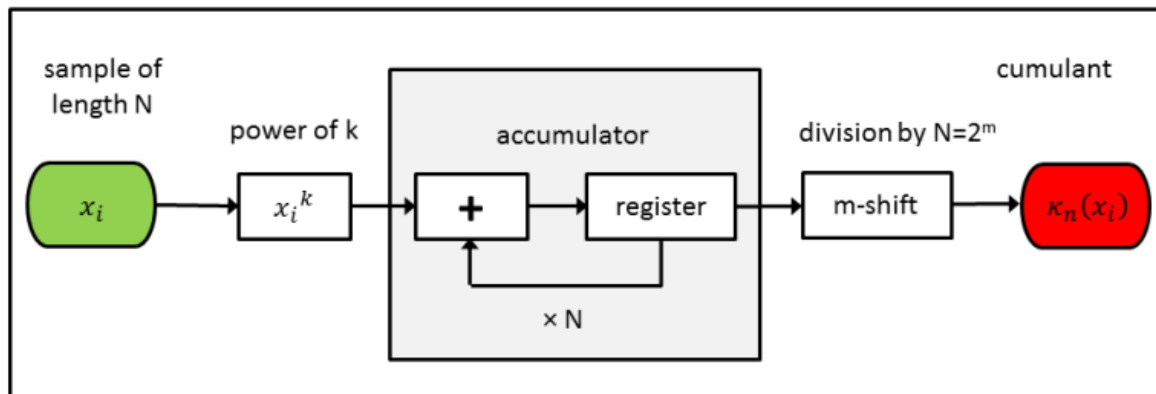 sample of
length N
cumulant
power of k
accumulator
division by N=2ᵐ
xᵢ
xᵢᵏ
+
register
m-shift
κₙ(xᵢ)
× N